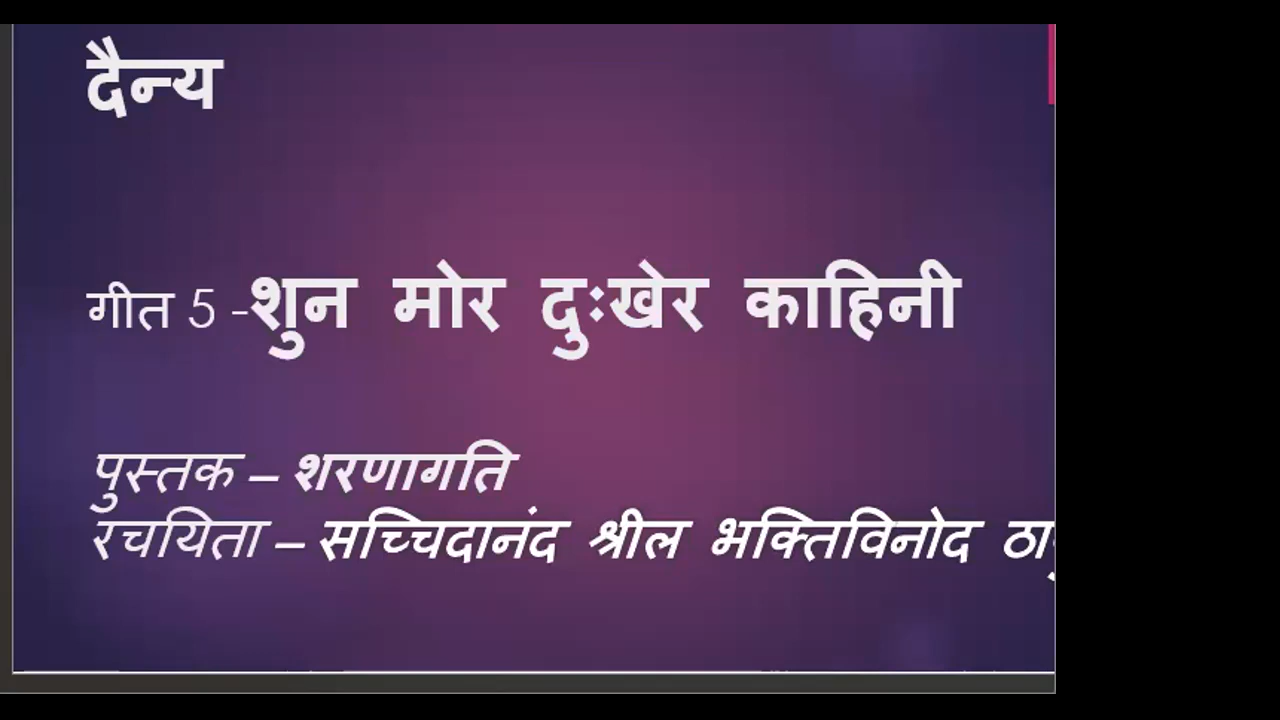 दैन्य
गीत 5 -शुन मोर दुःखेर काहिनी
पुस्तक – शरणागति
रचयिता – सच्चिदानंद श्रील भक्तिविनोद